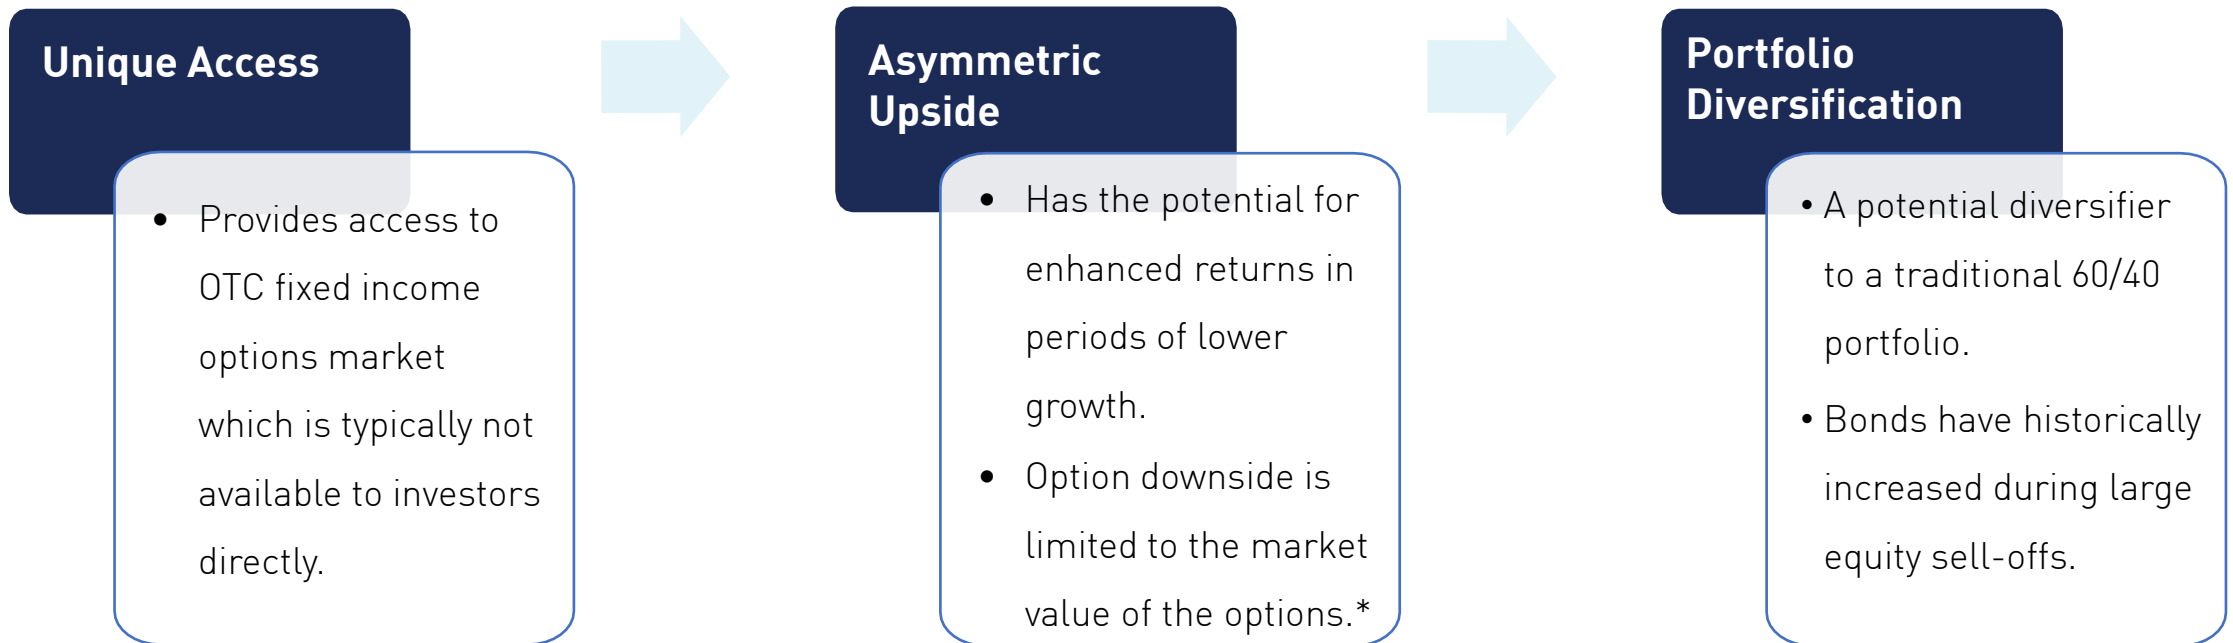 Unique Access
• Provides access to
OTC fixed income
options market
which is typically not
available to investors
directly.
Asymmetric
Upside
• Has the potential for
enhanced returns in
periods of lower
growth.
• Option downside is
limited to the market
value of the options.*
Portfolio
Diversification
• A potential diversifier
to a traditional 60/40
portfolio.
• Bonds have historically
increased during large
equity sell-offs.